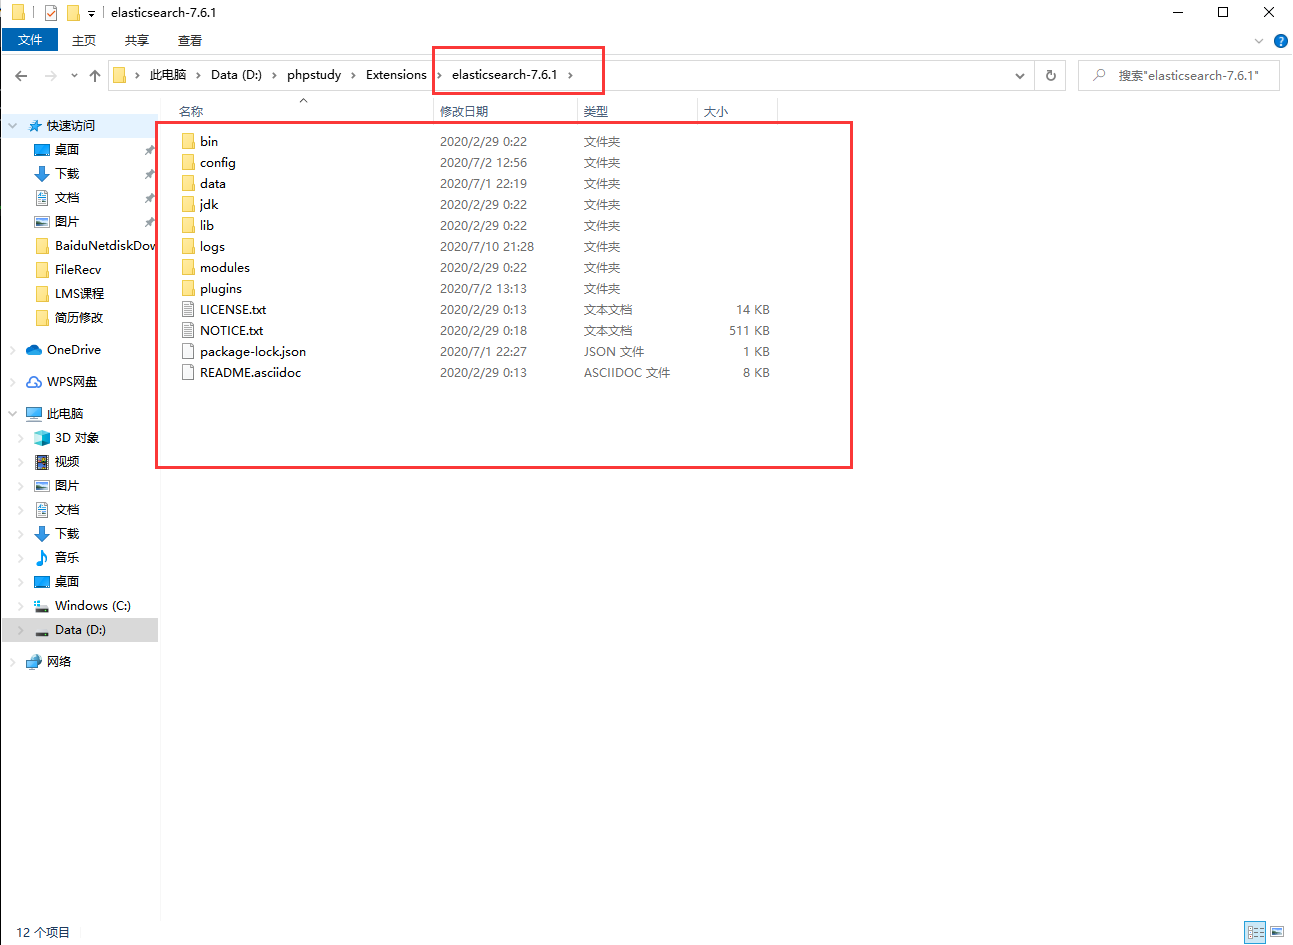 elasticsearch-7.6.1
文件 主页 共享 查看
此电脑 Data (D:) phpstudy Extensions elasticsearch-7.6.1 搜索"elasticsearch-7.6.1"
名称 修改日期 类型 大小
快速访问
桌面
下载
文档
图片
BaiduNetdiskDow
FileRecv
LMS课程
简历修改
OneDrive
WPS网盘
此电脑
3D 对象
视频
图片
文档
下载
音乐
桌面
Windows (C:)
Data (D:)
网络
bin 2020/2/29 0:22 文件夹
config 2020/7/2 12:56 文件夹
data 2020/7/1 22:19 文件夹
jdk 2020/2/29 0:22 文件夹
lib 2020/2/29 0:22 文件夹
logs 2020/7/10 21:28 文件夹
modules 2020/2/29 0:22 文件夹
plugins 2020/7/2 13:13 文件夹
LICENSE.txt 2020/2/29 0:13 文本文档 14 KB
NOTICE.txt 2020/2/29 0:18 文本文档 511 KB
package-lock.json 2020/7/1 22:27 JSON 文件 1 KB
README.asciidoc 2020/2/29 0:13 ASCIIDOC 文件 8 KB
12 个项目